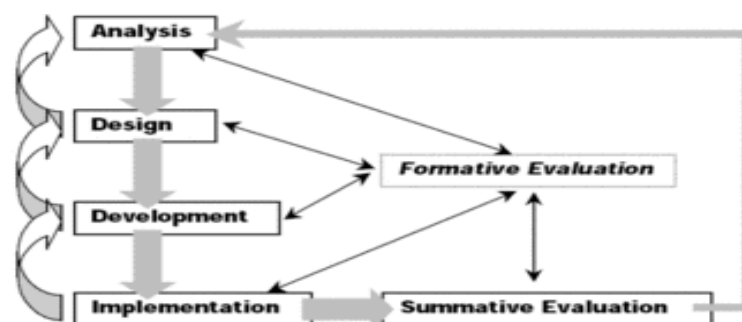 Analysis
Design
Formative Evaluation
Development
Implementation
Summative Evaluation